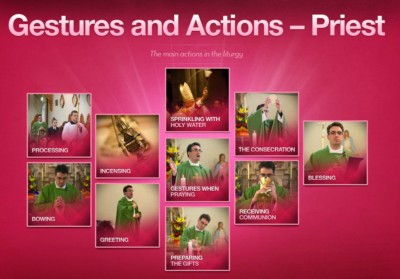 Gestures and Actions – Priest
The main actions in the liturgy
SPRINKLING WITH
HOLY WATER
PROCESSING
THE CONSECRATION
INCENSING
BLESSING
GESTURES WHEN
PRAYING
BOWING
RECEIVING
COMMUNION
GREETING
PREPARING
THE GIFTS